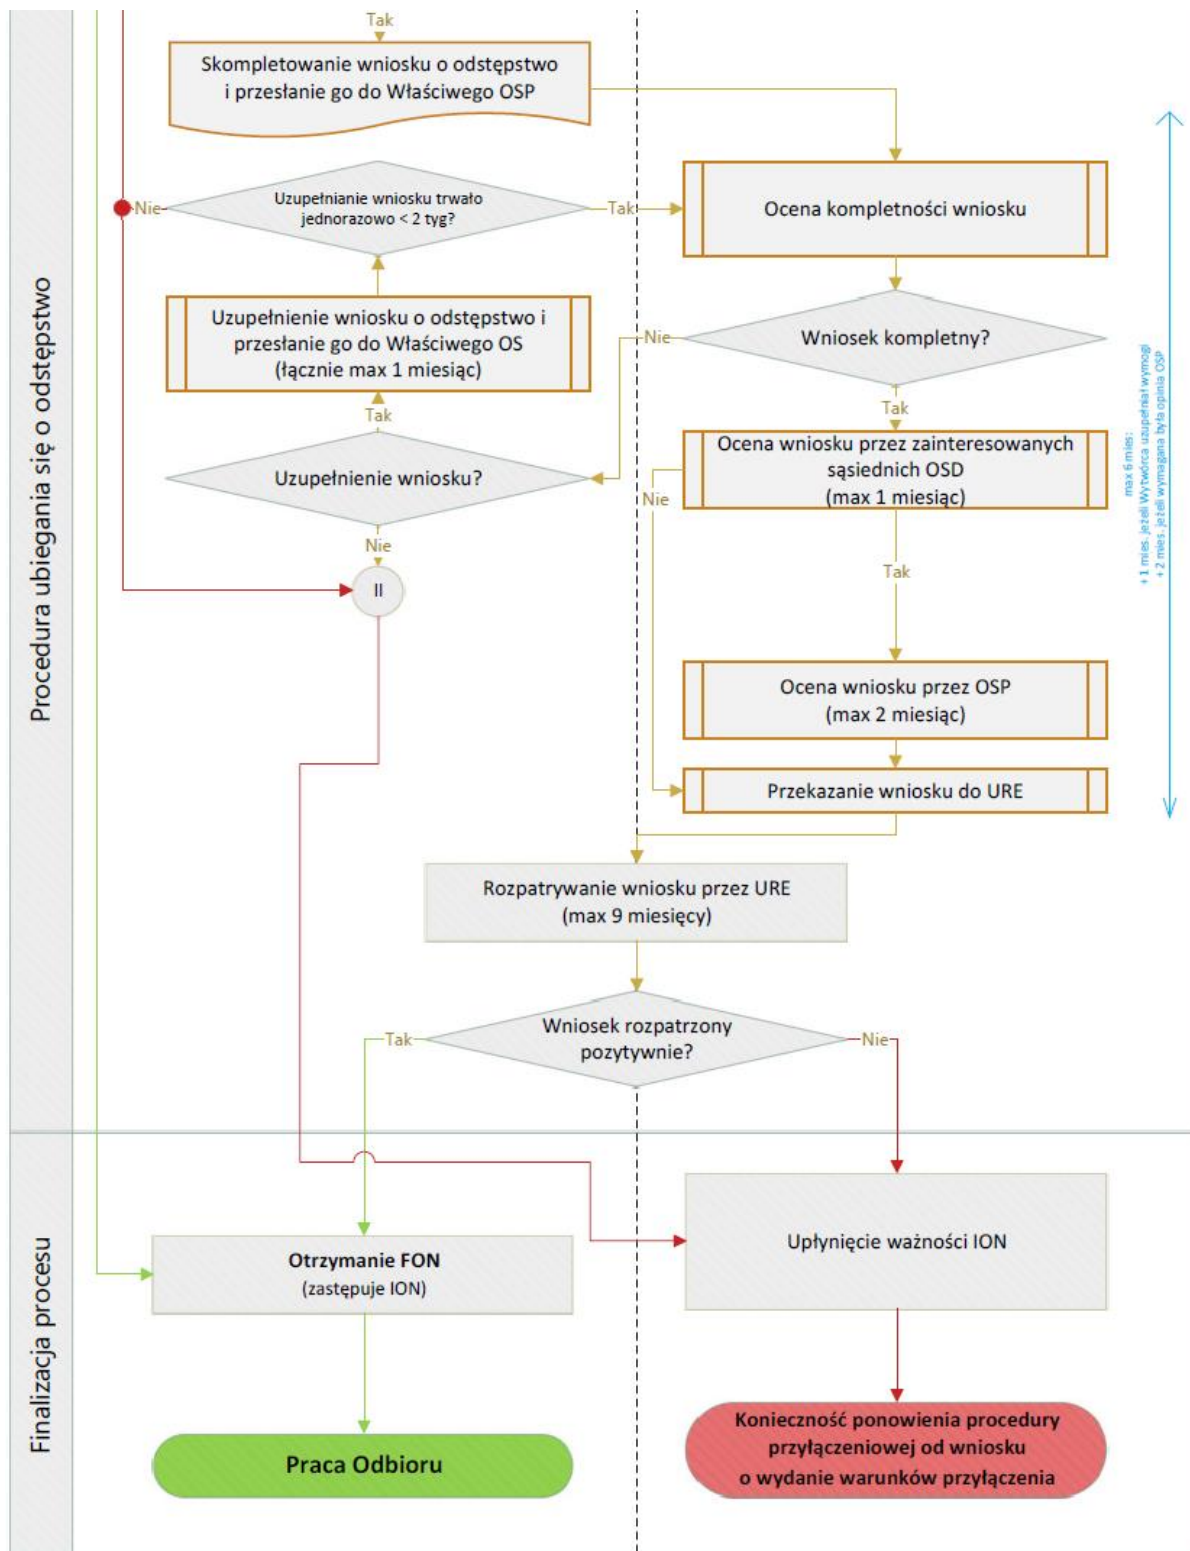 Procedura ubiegania się o odstępstwo
Tak
Skompletowanie wniosku o odstępstwo
i przesłanie go do Właściwego OSP
Uzupełnianie wniosku trwało
jednorazowo < 2 tyg?
Nie
Tak
Ocena kompletności wniosku
Uzupełnienie wniosku o odstępstwo i
przesłanie go do Właściwego OS
(łącznie max 1 miesiąc)
Nie
Wniosek kompletny?
Tak
Tak
Uzupełnienie wniosku?
Ocena wniosku przez zainteresowanych
sąsiednich OSD
(max 1 miesiąc)
Nie
Nie
II
Tak
max 6 mies:
+ 1 mies. jeżeli Wytwórca uzupełniał wymogi
+ 2 mies. jeżeli wymagana była opinia OSP
Ocena wniosku przez OSP
(max 2 miesiąc)
Przekazanie wniosku do URE
Rozpatrywanie wniosku przez URE
(max 9 miesięcy)
Wniosek rozpatrzony
pozytywnie?
Tak
Nie
Finalizacja procesu
Otrzymanie FON
(zastępuje ION)
Upłynięcie ważności ION
Praca Odbioru
Konieczność ponowienia procedury
przyłączeniowej od wniosku
o wydanie warunków przyłączenia